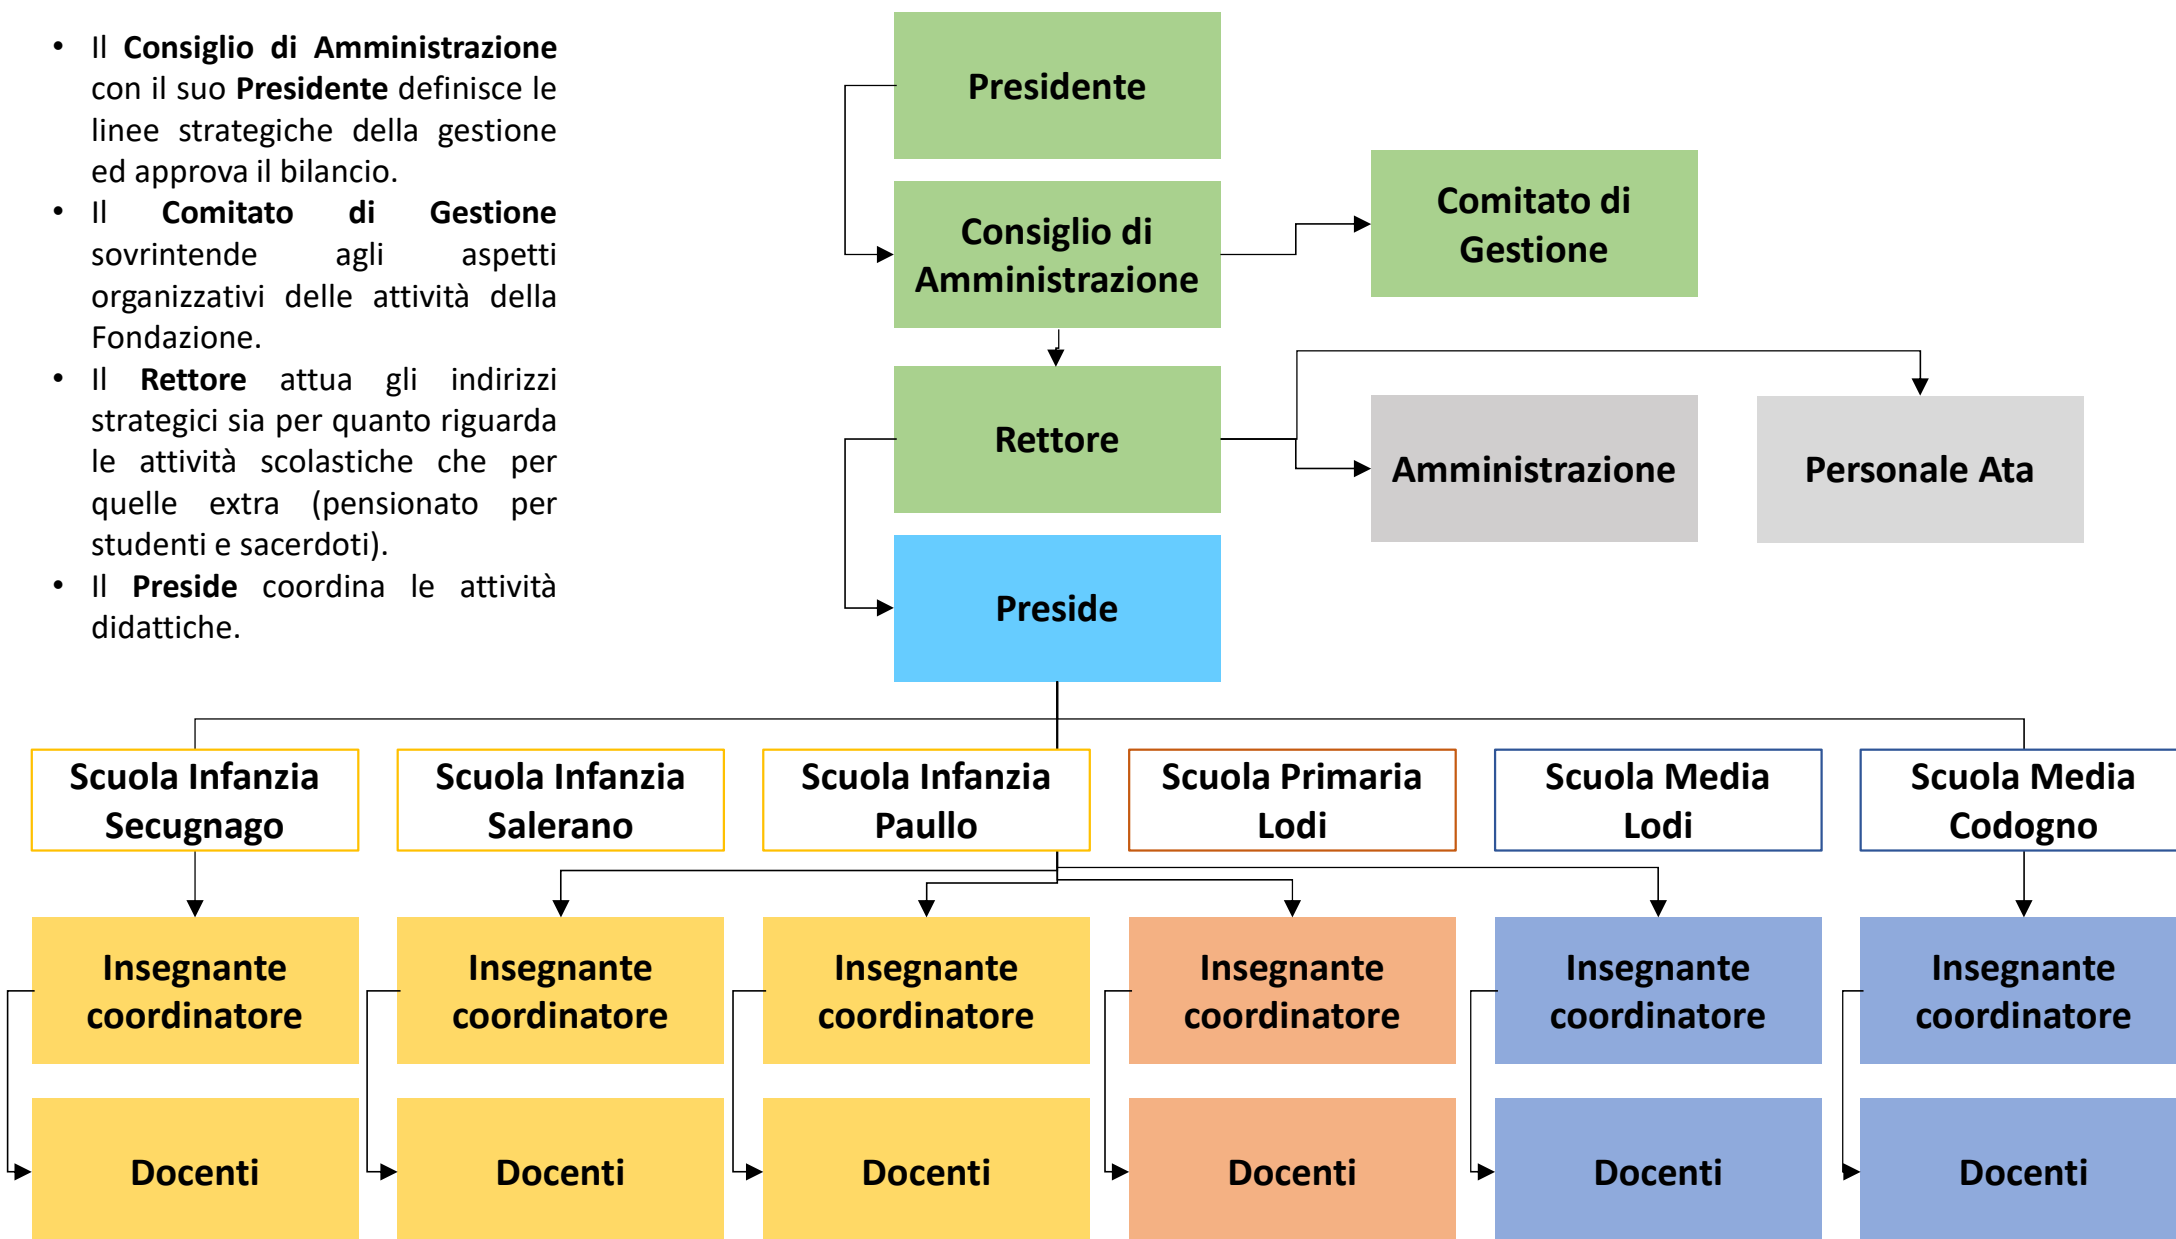 • Il Consiglio di Amministrazione
con il suo Presidente definisce le
linee strategiche della gestione
ed approva il bilancio.
• Il Comitato di Gestione
sovrintende agli aspetti
organizzativi delle attività della
Fondazione.
• Il Rettore attua gli indirizzi
strategici sia per quanto riguarda
le attività scolastiche che per
quelle extra (pensionato per
studenti e sacerdoti).
• Il Preside coordina le attività
didattiche.
Presidente
Consiglio di
Amministrazione
Comitato di
Gestione
Rettore
Amministrazione
Personale Ata
Preside
Scuola Infanzia
Secugnago
Scuola Infanzia
Salerano
Scuola Infanzia
Paullo
Scuola Primaria
Lodi
Scuola Media
Lodi
Scuola Media
Codogno
Insegnante
coordinatore
Insegnante
coordinatore
Insegnante
coordinatore
Insegnante
coordinatore
Insegnante
coordinatore
Insegnante
coordinatore
Docenti
Docenti
Docenti
Docenti
Docenti
Docenti